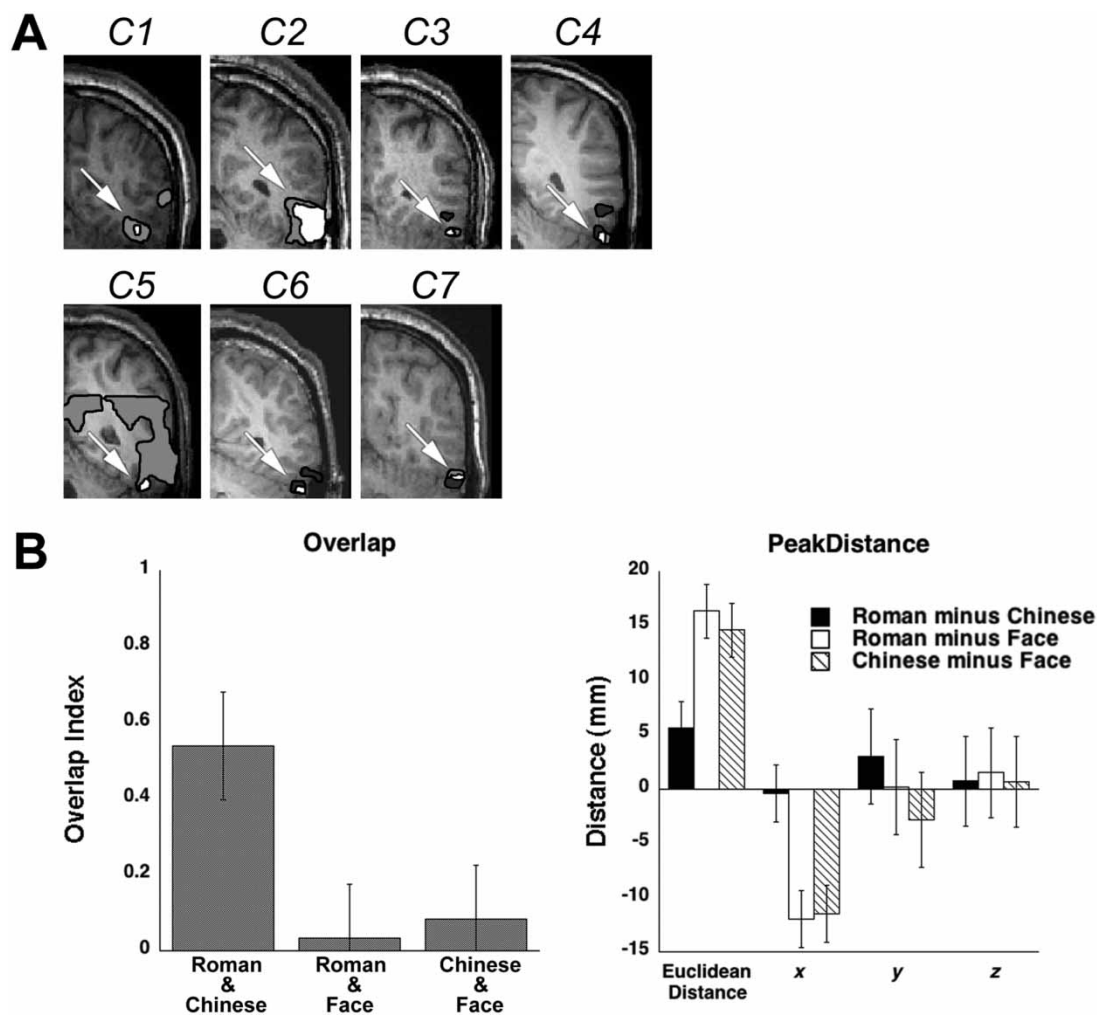 A
C1 C2 C3 C4
C5 C6 C7
B
Overlap
Overlap Index
1
0.8
0.6
0.4
0.2
0
Roman
&
Chinese
Roman
&
Face
Chinese
&
Face
PeakDistance
Distance (mm)
20
15
10
5
0
-5
-10
-15
Roman minus Chinese
Roman minus Face
Chinese minus Face
Euclidean
Distance
x
y
z